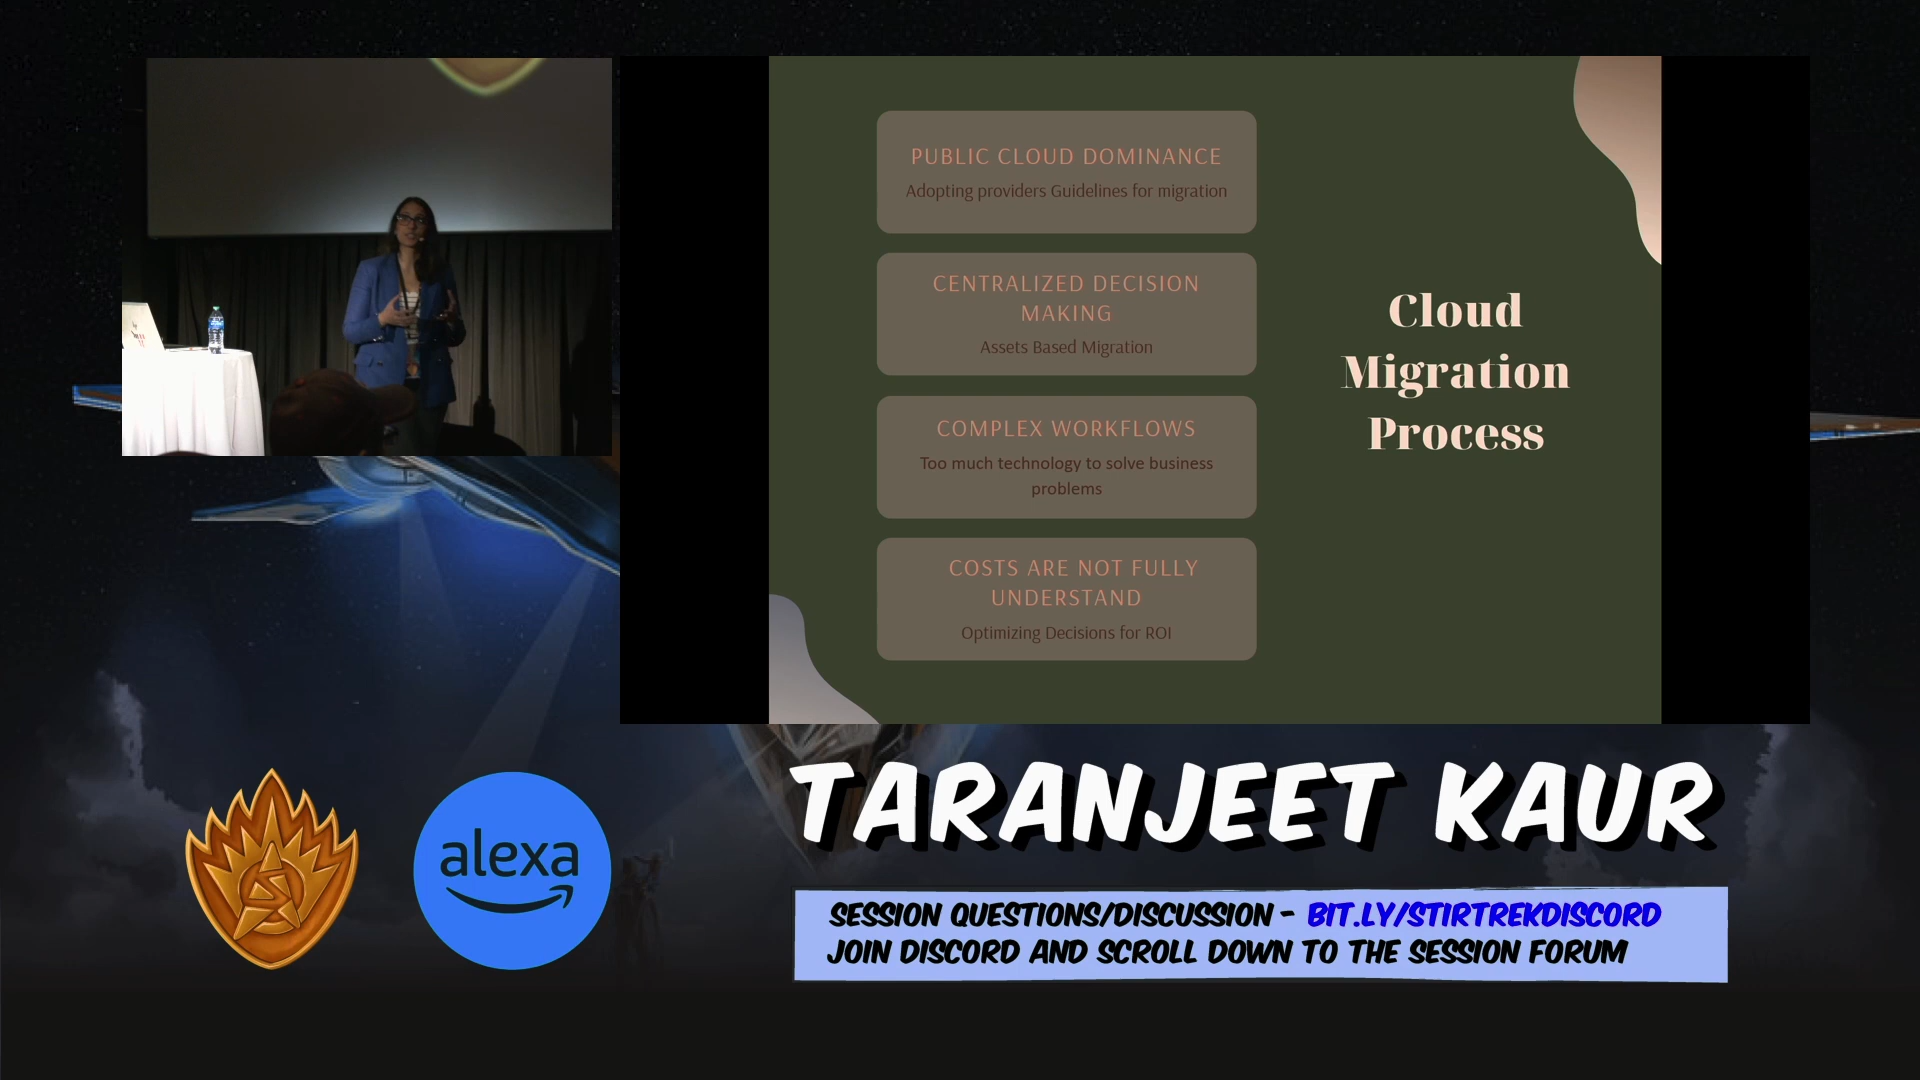 PUBLIC CLOUD DOMINANCE
Adopting providers Guidelines for migration
CENTRALIZED DECISION
MAKING
Assets Based Migration
COMPLEX WORKFLOWS
Too much technology to solve business
problems
COSTS ARE NOT FULLY
UNDERSTAND
Optimizing Decisions for ROI
Cloud
Migration
Process
alexa
TARANJEET KAUR
SESSION QUESTIONS/DISCUSSION - BIT.LY/STIRTREKDISCORD
JOIN DISCORD AND SCROLL DOWN TO THE SESSION FORUM